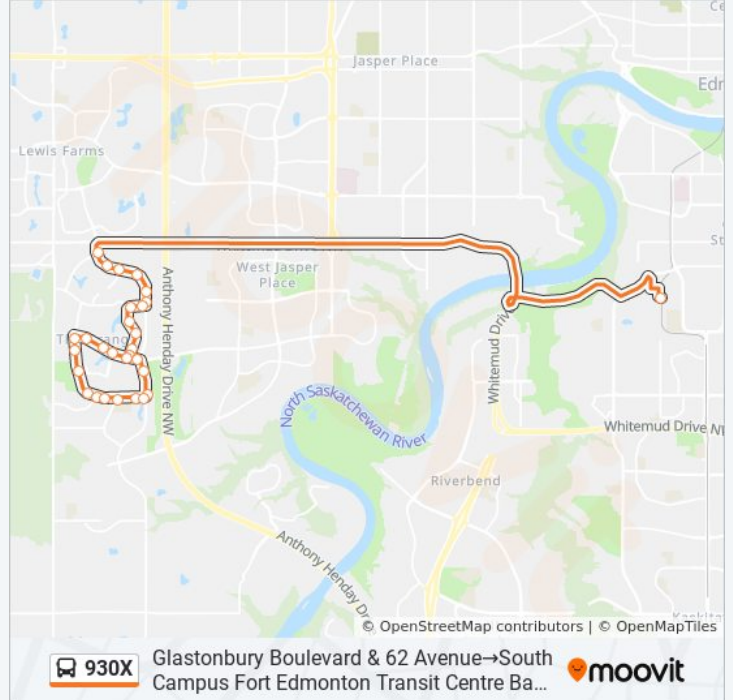 Jasper Place
Lewis Farms
West Jasper
Place
Anthony Henday Drive NW
Whitemud Drive
North Saskatchewan River
Whitemud Drive N
Riverbend
Anthony Henday Dr
© OpenStreetMap contributors | © OpenMapTiles
930X
Glastonbury Boulevard & 62 Avenue→South
Campus Fort Edmonton Transit Centre Ba...
moovit